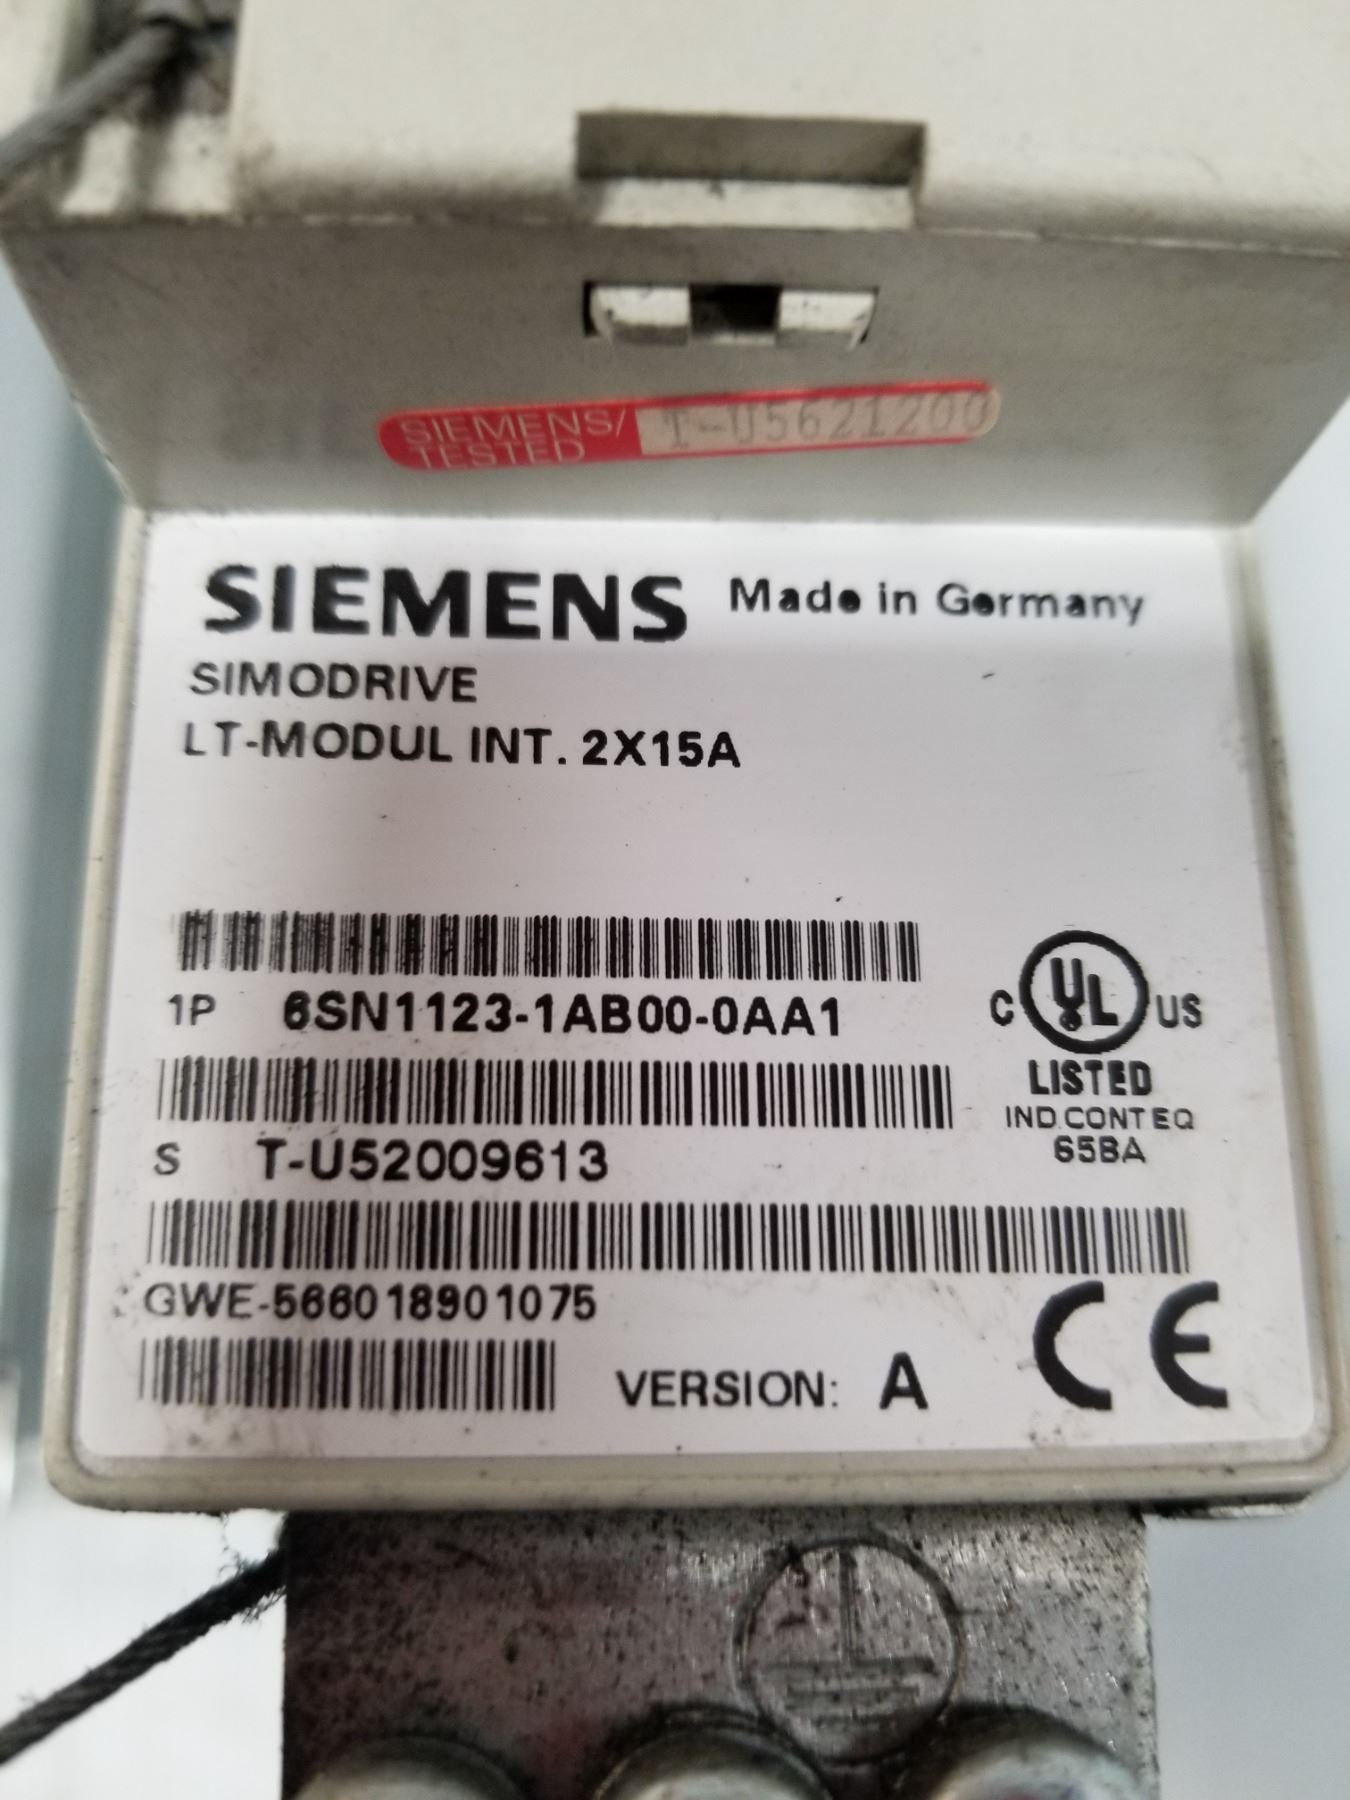 SIEMENS/
TESTED
T-U5621200
SIEMENS Made in Germany
SIMODRIVE
LT-MODUL INT. 2X15A
1P 6SN1123-1AB00-0AA1
C UL US
LISTED
IND.CONT EQ
65BA
S T-U52009613
GWE-566018901075
VERSION: A
CE